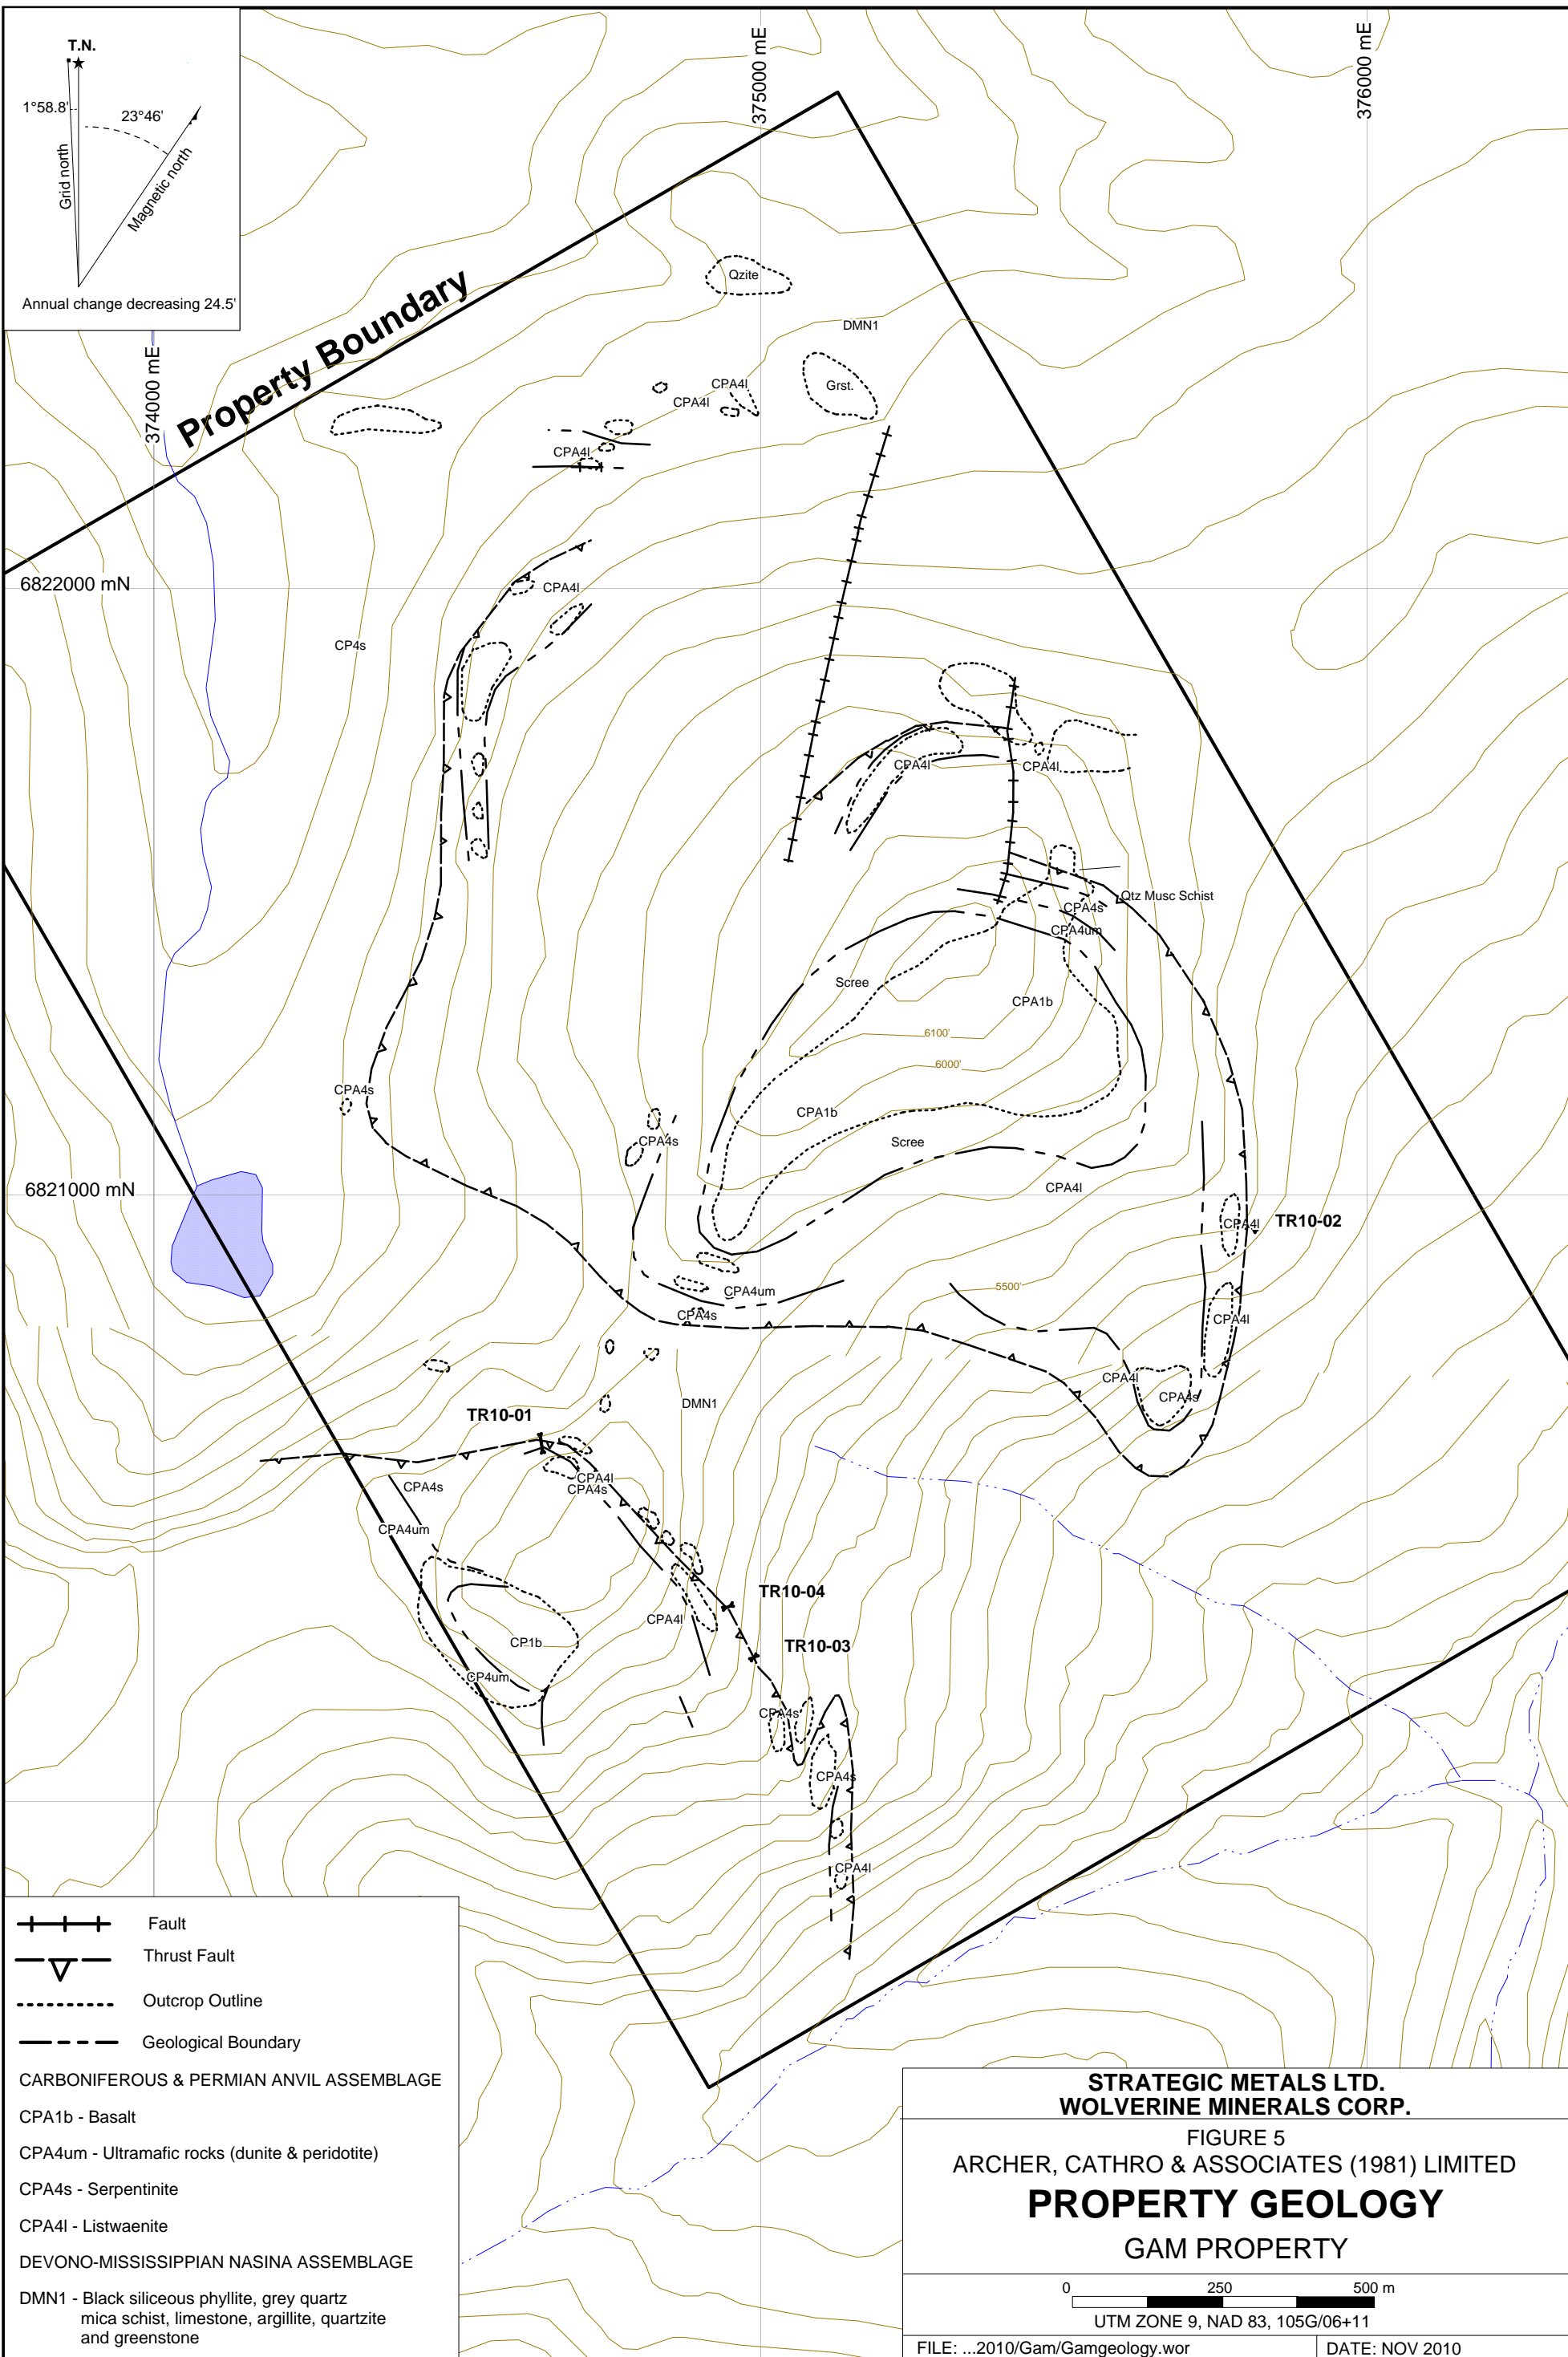 T.N.
1°58.8'
23°46'
Grid north
Magnetic north
Annual change decreasing 24.5'
375000 mE
376000 mE
374000 mE
Property Boundary
Qzite
DMN1
Grst.
CPA4l
CPA4l
CPA4l
6822000 mN
CPA4l
CP4s
CPA4l
CPA4l
Qtz Musc Schist
CPA4s
CPA4um
Scree
CPA1b
6100'
6000'
CPA4s
CPA1b
CPA4s
Scree
6821000 mN
CPA4l
CPA4l
TR10-02
5500'
CPA4um
CPA4s
CPA4l
CPA4l
CPA4s
DMN1
TR10-01
CPA4l
CPA4s
CPA4s
CPA4um
TR10-04
CPA4l
CP1b
TR10-03
CP4um
CPA4s
CPA4s
CPA4l
Fault
Thrust Fault
Outcrop Outline
Geological Boundary
CARBONIFEROUS & PERMIAN ANVIL ASSEMBLAGE
CPA1b - Basalt
CPA4um - Ultramafic rocks (dunite & peridotite)
CPA4s - Serpentinite
CPA4l - Listwaenite
DEVONO-MISSISSIPPIAN NASINA ASSEMBLAGE
DMN1 - Black siliceous phyllite, grey quartz
mica schist, limestone, argillite, quartzite
and greenstone
STRATEGIC METALS LTD.
WOLVERINE MINERALS CORP.
FIGURE 5
ARCHER, CATHRO & ASSOCIATES (1981) LIMITED
PROPERTY GEOLOGY
GAM PROPERTY
0 250 500 m
UTM ZONE 9, NAD 83, 105G/06+11
FILE: ...2010/Gam/Gamgeology.wor
DATE: NOV 2010